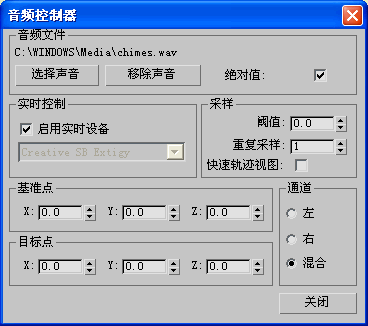 音频控制器
音频文件
C:\WINDOWS\Media\chimes.wav
选择声音 移除声音 绝对值:
实时控制
启用实时设备
Creative SB Extigy
采样
阈值: 0.0
重复采样: 1
快速轨迹视图:
基准点
X: 0.0 Y: 0.0 Z: 0.0
目标点
X: 0.0 Y: 0.0 Z: 0.0
通道
左
右
混合
关闭